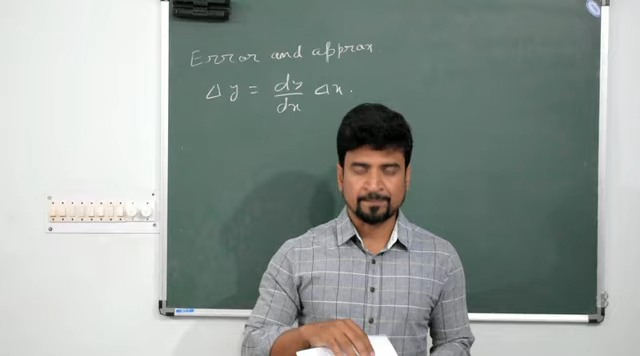 Error and approx
Δy = dy/dx Δx.